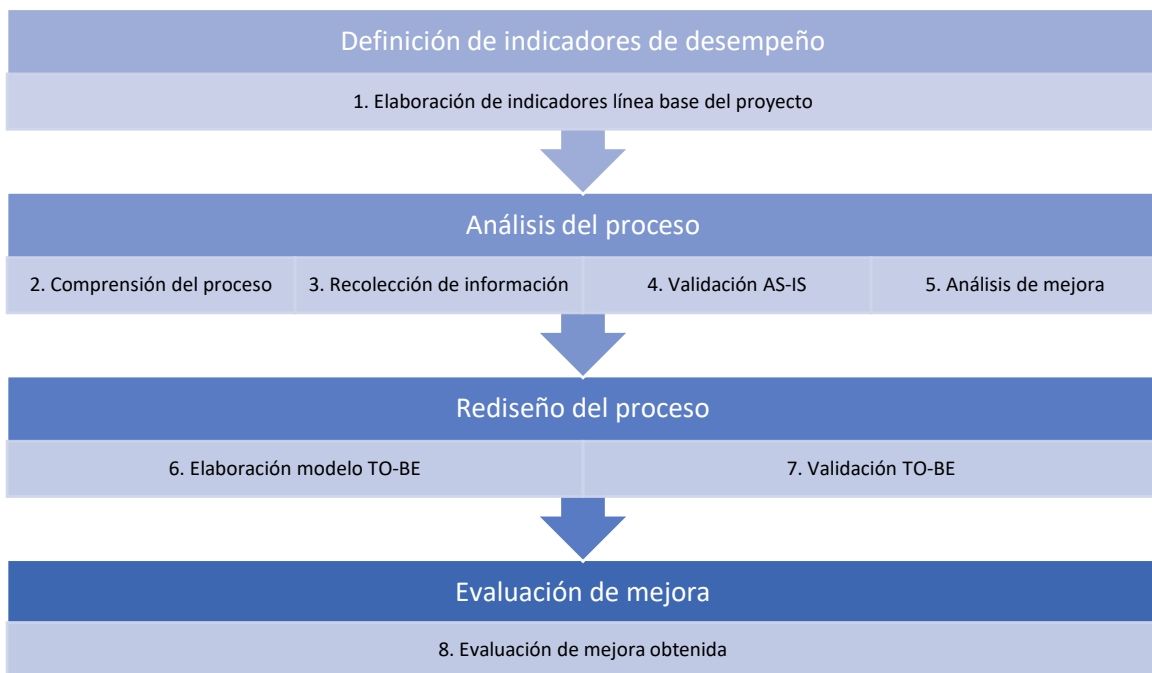 Definición de indicadores de desempeño
1. Elaboración de indicadores línea base del proyecto
Análisis del proceso
2. Comprensión del proceso
3. Recolección de información
4. Validación AS-IS
5. Análisis de mejora
Rediseño del proceso
6. Elaboración modelo TO-BE
7. Validación TO-BE
Evaluación de mejora
8. Evaluación de mejora obtenida